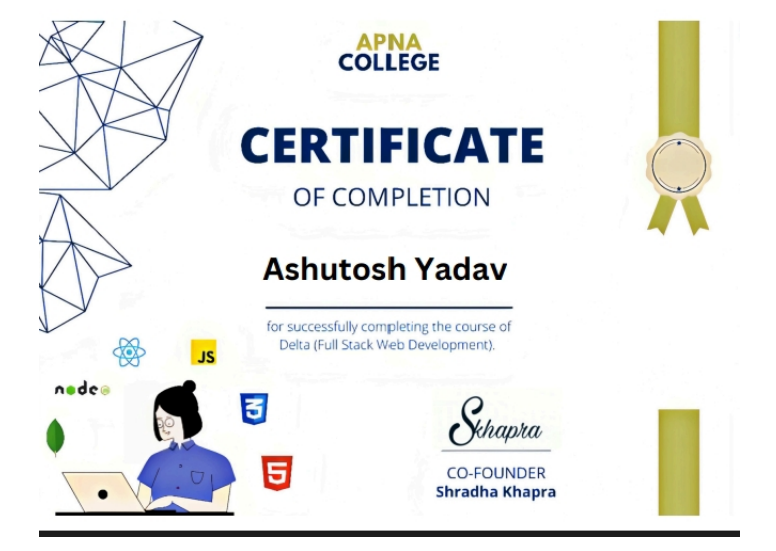 APNA
COLLEGE
CERTIFICATE
OF COMPLETION
Ashutosh Yadav
for successfully completing the course of
Delta (Full Stack Web Development).
JS
node
JS
3
5
Skhapra
CO-FOUNDER
Shradha Khapra